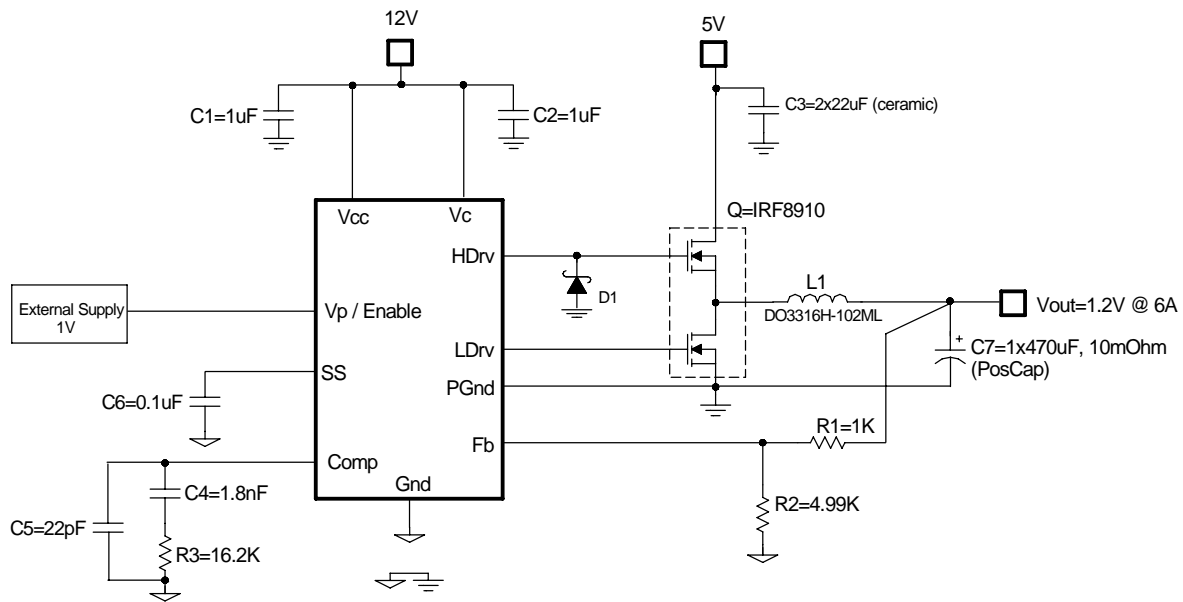 12V
5V
C1=1uF
C2=1uF
C3=2x22uF (ceramic)
Vcc
Vc
Q=IRF8910
HDrv
D1
L1
DO3316H-102ML
External Supply
1V
Vp / Enable
Vout=1.2V @ 6A
LDrv
+
C7=1x470uF, 10mOhm
(PosCap)
SS
PGnd
C6=0.1uF
R1=1K
Fb
Comp
Gnd
C4=1.8nF
R2=4.99K
C5=22pF
R3=16.2K